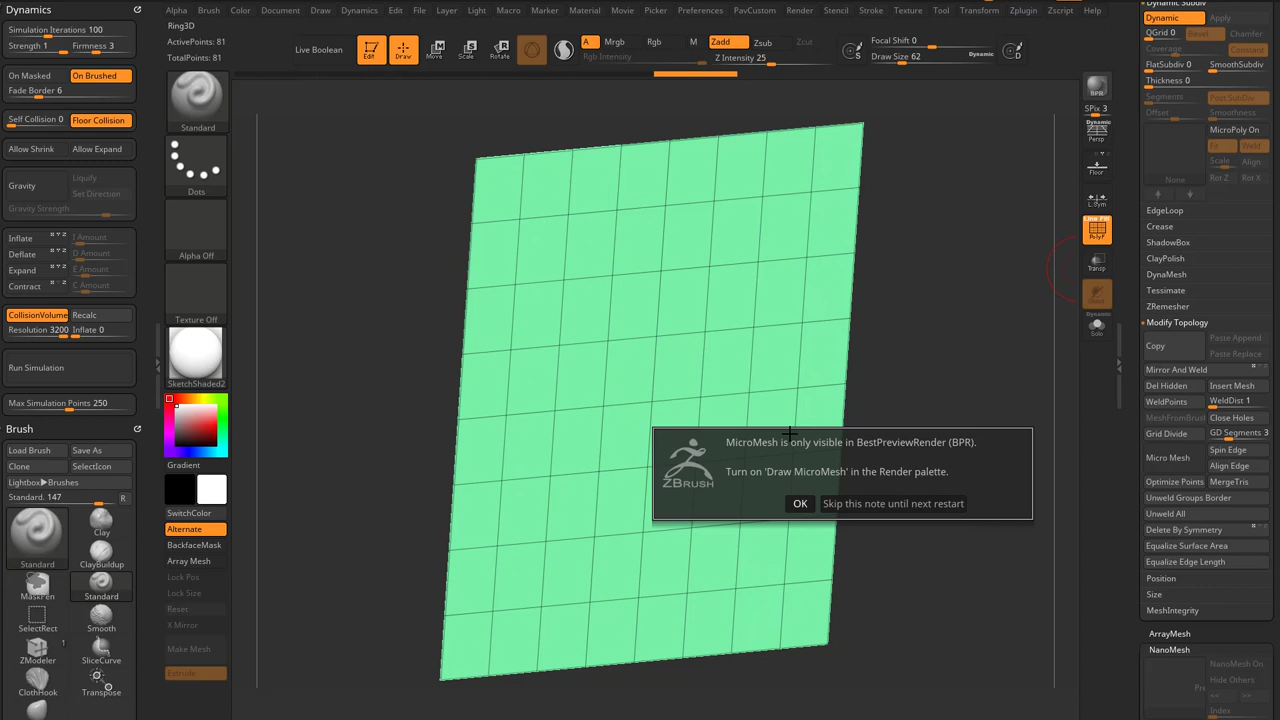 Dynamics
Simulation Iterations 100
Strength 1 Firmness 3
On Masked On Brushed
Fade Border 6
Self Collision 0 Floor Collision
Allow Shrink Allow Expand
Gravity Liquify
Set Direction
Gravity Strength
Inflate I Amount
Deflate D Amount
Expand E Amount
Contract C Amount
CollisionVolume Recalc
Resolution 3200 Inflate 0
Run Simulation
Max Simulation Points 250
Brush
Load Brush Save As
Clone SelectIcon
Lightbox▶Brushes
Standard. 147 R
Standard Clay
ClayBuildup
MaskPen Standard
SelectRect Smooth
1
ZModeler SliceCurve
ClothHook Transpose
Alpha Brush Color Document Draw Dynamics Edit File Layer Light Macro Marker Material Movie Picker Preferences PavCustom Render Stencil Stroke Texture Tool Transform Zplugin Zscript Help
Ring3D
ActivePoints: 81
TotalPoints: 81
Live Boolean
Edit Draw Move Scale Rotate
A Mrgb Rgb M Zadd Zsub Zcut
Rgb Intensity Z Intensity 25
S
Focal Shift 0
Draw Size 62 Dynamic
D
Standard
Dots
Alpha Off
Texture Off
SketchShaded2
Gradient
SwitchColor
Alternate
BackfaceMask
Array Mesh
Lock Pos
Lock Size
Reset
X Mirror
Make Mesh
Extrude
MicroMesh is only visible in BestPreviewRender (BPR).
Turn on 'Draw MicroMesh' in the Render palette.
ZBRUSH
OK Skip this note until next restart
BPR
SPix 3
Dynamic
Persp
Floor
L.Sym
Line Fill
PolyF
Transp
Ghost
Dynamic
Solo
Dynamic Subdiv
Dynamic Apply
QGrid 0 Bevel Chamfer
Coverage Constant
FlatSubdiv 0 SmoothSubdiv
Thickness 0
Segments Post SubDiv
Offset Smoothness
MicroPoly On
Fit Weld
Scale Align
None Rot Z Rot X
EdgeLoop
Crease
ShadowBox
ClayPolish
DynaMesh
Tessimate
ZRemesher
Modify Topology
Copy Paste Append
Paste Replace
Mirror And Weld
Del Hidden Insert Mesh
WeldPoints WeldDist 1
MeshFromBrush Close Holes
Grid Divide GD Segments 3
Micro Mesh Spin Edge
Align Edge
Optimize Points MergeTris
Unweld Groups Border
Unweld All
Delete By Symmetry
Equalize Surface Area
Equalize Edge Length
Position
Size
MeshIntegrity
ArrayMesh
NanoMesh
NanoMesh On
Hide Others
<< >>
Index